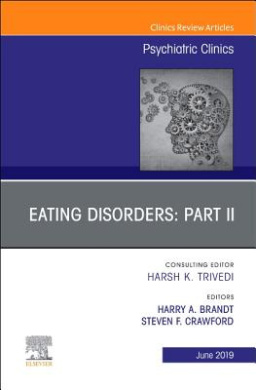 Clinics Review Articles
Psychiatric Clinics
EATING DISORDERS: PART II
CONSULTING EDITOR
HARSH K. TRIVEDI
EDITORS
HARRY A. BRANDT
STEVEN F. CRAWFORD
ELSEVIER
June 2019